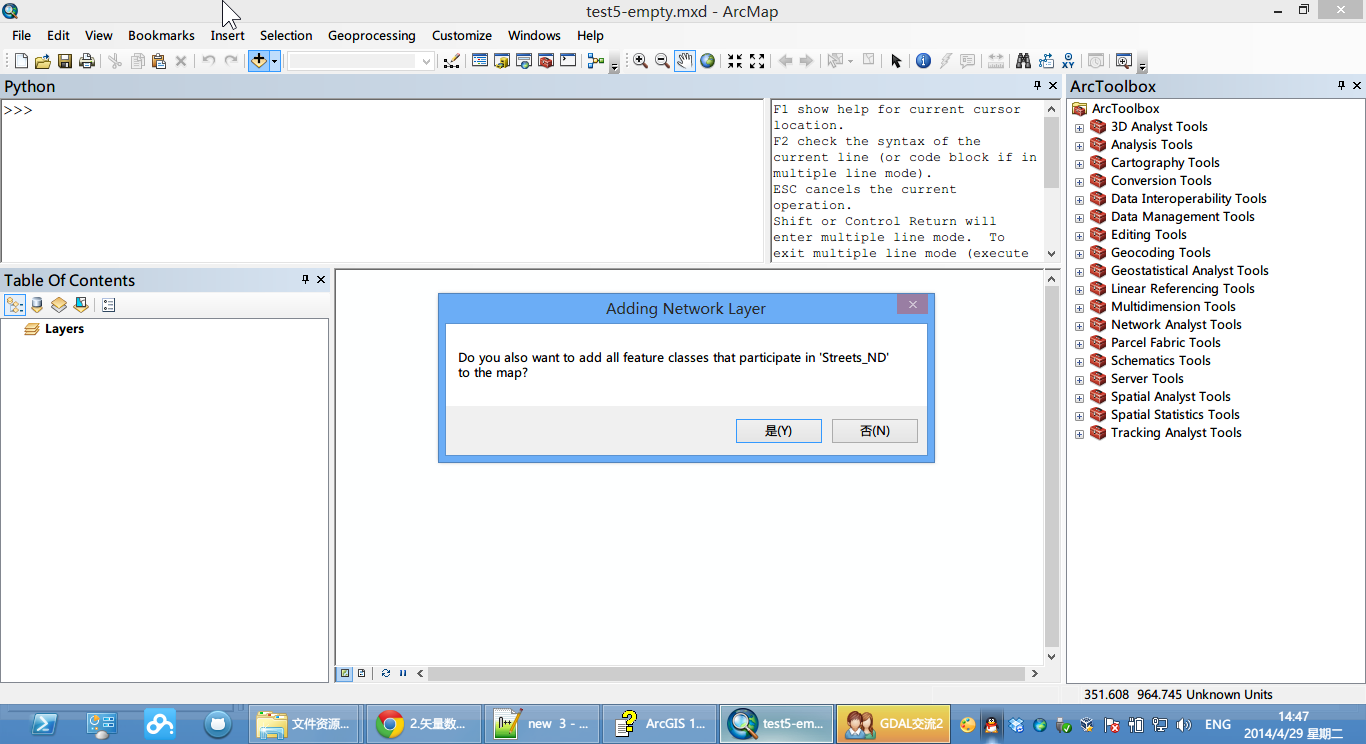 test5-empty.mxd - ArcMap
File Edit View Bookmarks Insert Selection Geoprocessing Customize Windows Help
XY
Python
>>>
F1 show help for current cursor
location.
F2 check the syntax of the
current line (or code block if in
multiple line mode).
ESC cancels the current
operation.
Shift or Control Return will
enter multiple line mode. To
exit multiple line mode (execute
ArcToolbox
ArcToolbox
3D Analyst Tools
Analysis Tools
Cartography Tools
Conversion Tools
Data Interoperability Tools
Data Management Tools
Editing Tools
Geocoding Tools
Geostatistical Analyst Tools
Linear Referencing Tools
Multidimension Tools
Network Analyst Tools
Parcel Fabric Tools
Schematics Tools
Server Tools
Spatial Analyst Tools
Spatial Statistics Tools
Tracking Analyst Tools
Table Of Contents
Layers
Adding Network Layer
Do you also want to add all feature classes that participate in 'Streets_ND'
to the map?
是(Y) 否(N)
351.608 964.745 Unknown Units
文件资源... 2.矢量数... new 3 - ... ArcGIS 1... test5-em... GDAL交流2 ENG
14:47
2014/4/29 星期二